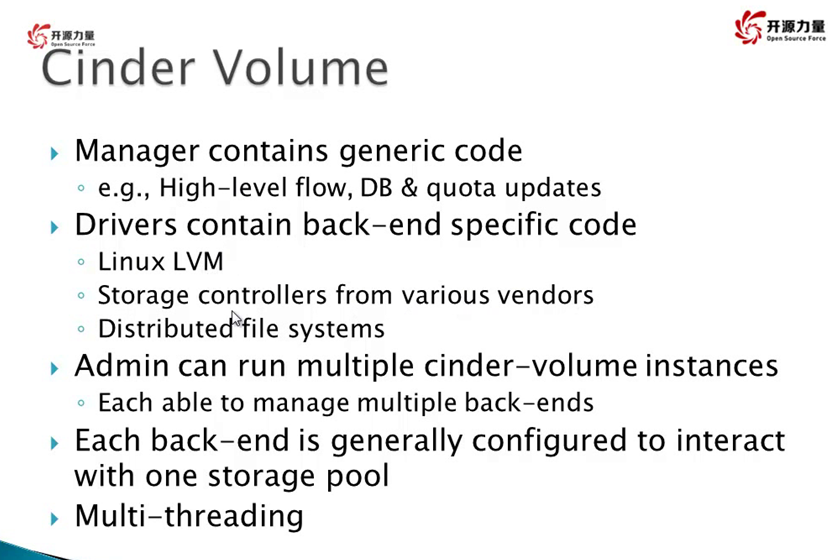 开源力量
Open Source Force
开源力量
Open Source Force
Cinder Volume
Manager contains generic code
e.g., High-level flow, DB & quota updates
Drivers contain back-end specific code
Linux LVM
Storage controllers from various vendors
Distributed file systems
Admin can run multiple cinder-volume instances
Each able to manage multiple back-ends
Each back-end is generally configured to interact
with one storage pool
Multi-threading